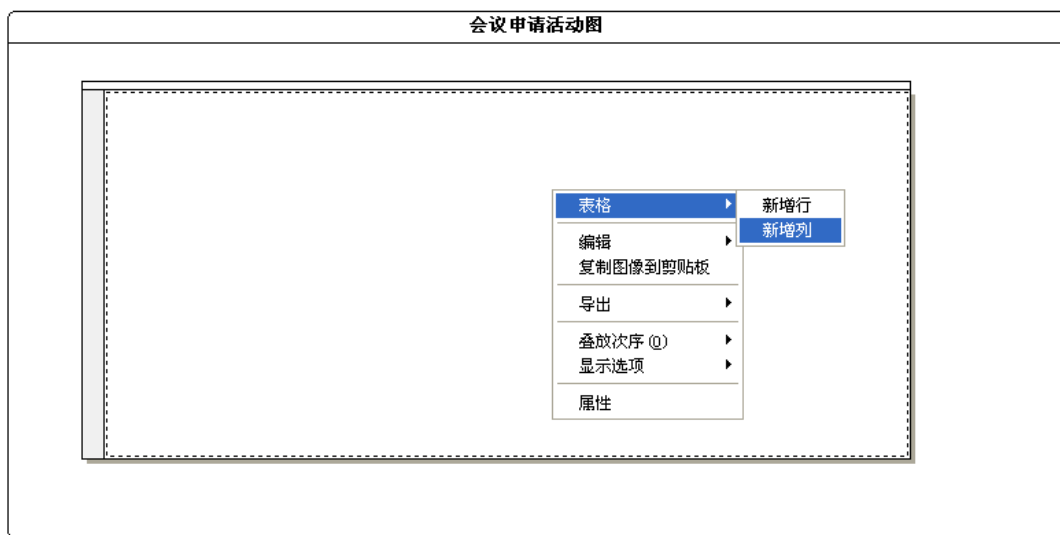 会议申请活动图
表格
新增行
新增列
编辑
复制图像到剪贴板
导出
叠放次序(O)
显示选项
属性